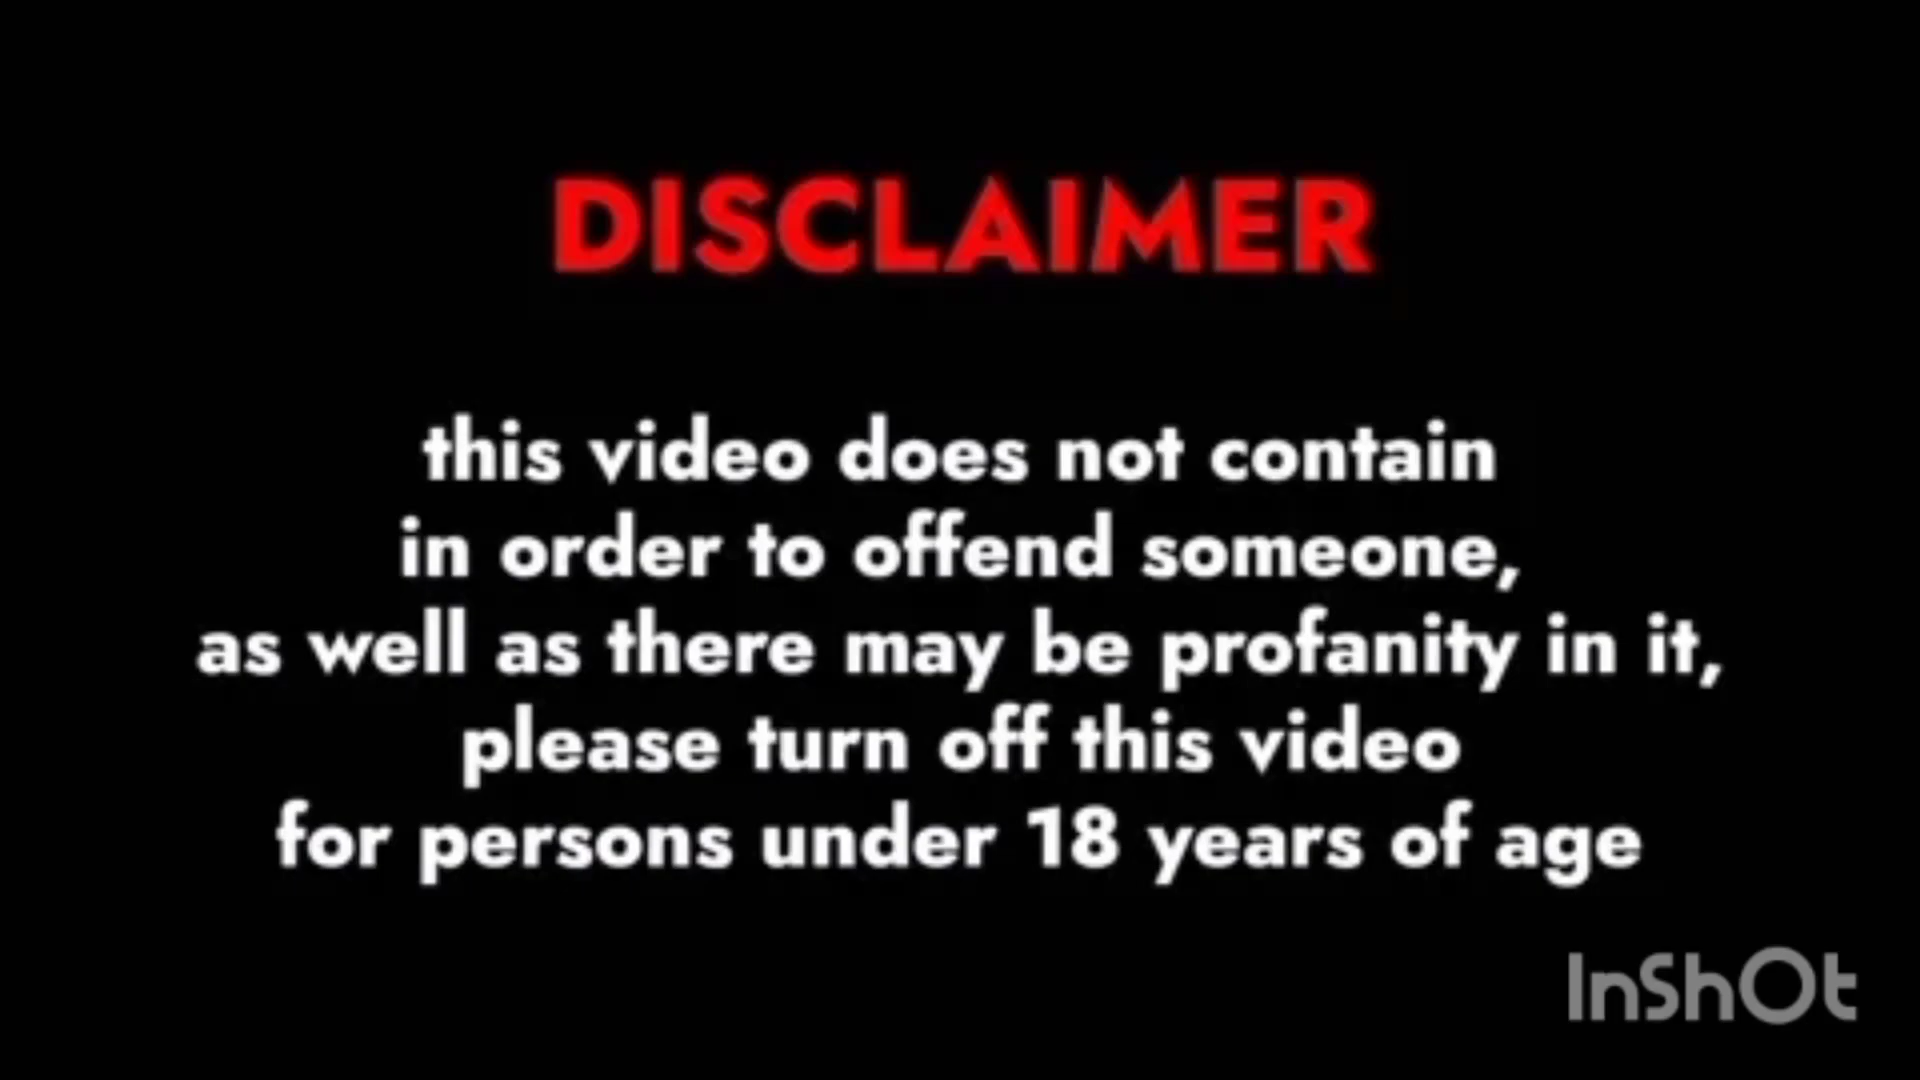 DISCLAIMER
this video does not contain
in order to offend someone,
as well as there may be profanity in it,
please turn off this video
for persons under 18 years of age
InShOt